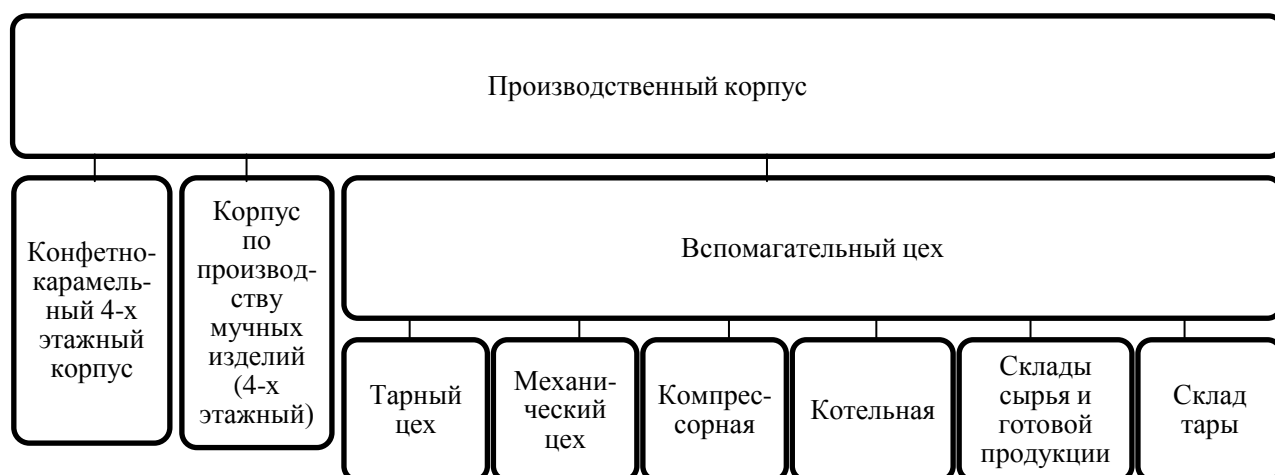 Производственный корпус
Конфетно-
карамель-
ный 4-х
этажный
корпус
Корпус
по
производ-
ству
мучных
изделий
(4-х
этажный)
Вспомагательный цех
Тарный
цех
Механи-
ческий
цех
Компрес-
сорная
Котельная
Склады
сырья и
готовой
продукции
Склад
тары